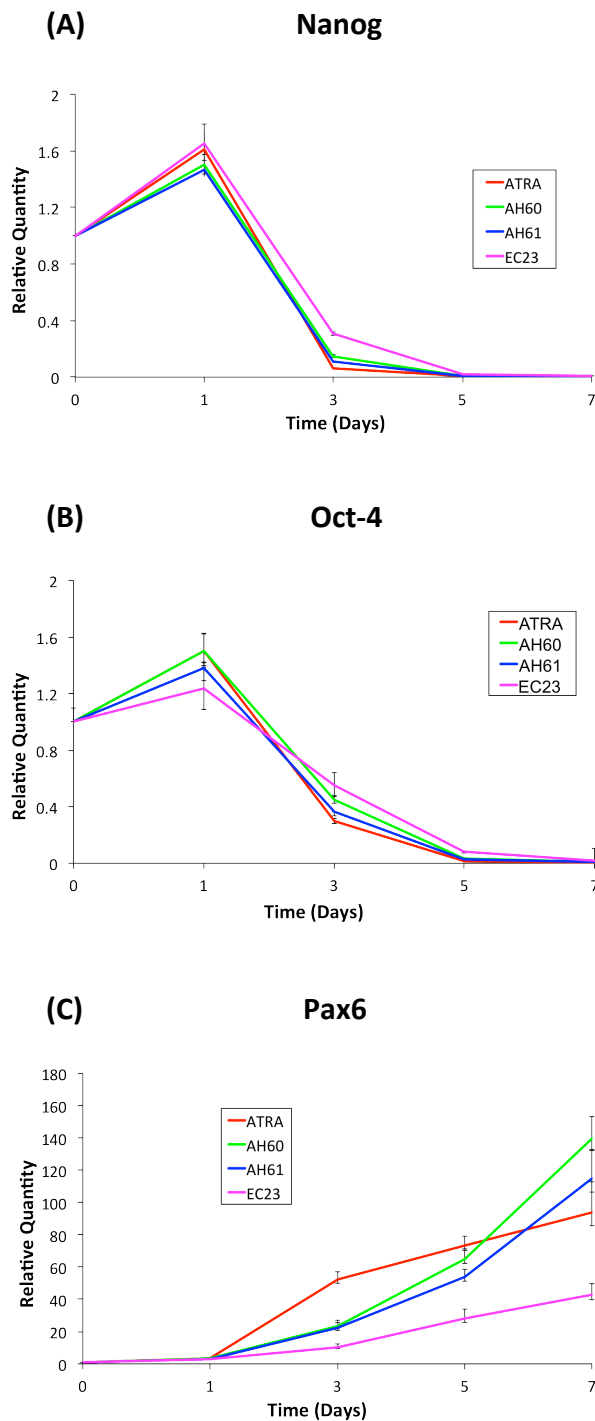 (A) Nanog
2
1.6
1.2
0.8
0.4
0
Relative Quantity
ATRA
AH60
AH61
EC23
0 1 3 5 7
Time (Days)
(B) Oct-4
2
1.6
1.2
0.8
0.4
0
Relative Quantity
ATRA
AH60
AH61
EC23
0 1 3 5 7
Time (Days)
(C) Pax6
180
160
140
120
100
80
60
40
20
0
Relative Quantity
ATRA
AH60
AH61
EC23
0 1 3 5 7
Time (Days)